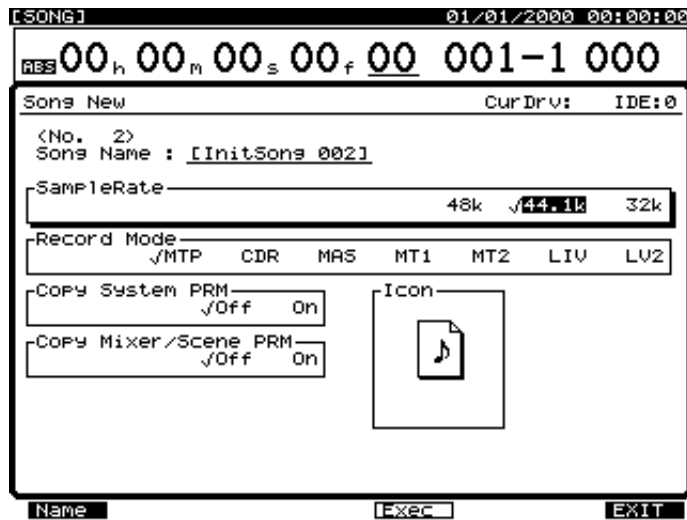 [SONG] 01/01/2000 00:00:00
ABS 00h 00m 00s 00f 00 001-1 000
Song New CurDrv: IDE:0
(No. 2)
Song Name : [InitSong 002]
SampleRate
48k √44.1k 32k
Record Mode
√MTP CDR MAS MT1 MT2 LIV LV2
Copy System PRM
√Off On
Icon
Copy Mixer/Scene PRM
√Off On
Name Exec EXIT